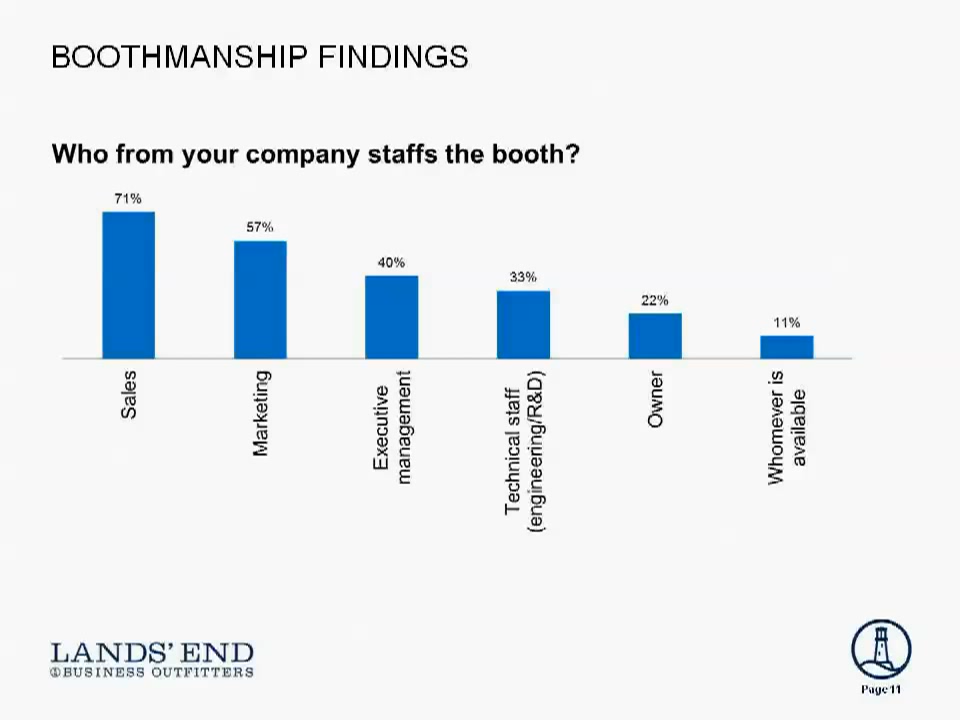 BOOTHMANSHIP FINDINGS
Who from your company staffs the booth?
71%
57%
40%
33%
22%
11%
Sales
Marketing
Executive
management
Technical staff
(engineering/R&D)
Owner
Whomever is
available
LANDS' END
BUSINESS OUTFITTERS
Page 11